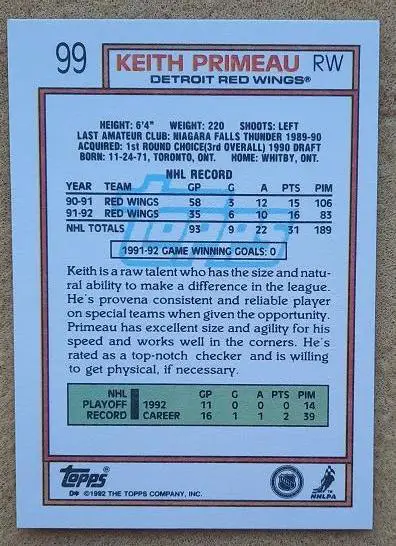 99 KEITH PRIMEAU RW
DETROIT RED WINGS®
HEIGHT: 6'4" WEIGHT: 220 SHOOTS: LEFT
LAST AMATEUR CLUB: NIAGARA FALLS THUNDER 1989-90
ACQUIRED: 1st ROUND CHOICE(3rd OVERALL) 1990 DRAFT
BORN: 11-24-71, TORONTO, ONT. HOME: WHITBY, ONT.
NHL RECORD
YEAR TEAM GP G A PTS PIM
90-91 RED WINGS 58 3 12 15 106
91-92 RED WINGS 35 6 10 16 83
NHL TOTALS 93 9 22 31 189
topps
1991-92 GAME WINNING GOALS: 0
Keith is a raw talent who has the size and natu-
ral ability to make a difference in the league.
He's provena consistent and reliable player
on special teams when given the opportunity.
Primeau has excellent size and agility for his
speed and works well in the corners. He's
rated as a top-notch checker and is willing
to get physical, if necessary.
NHL GP G A PTS PIM
PLAYOFF 1992 11 0 0 0 14
RECORD CAREER 16 1 1 2 39
topps®
D* ©1992 THE TOPPS COMPANY, INC.
NHL
NHLPA
TM